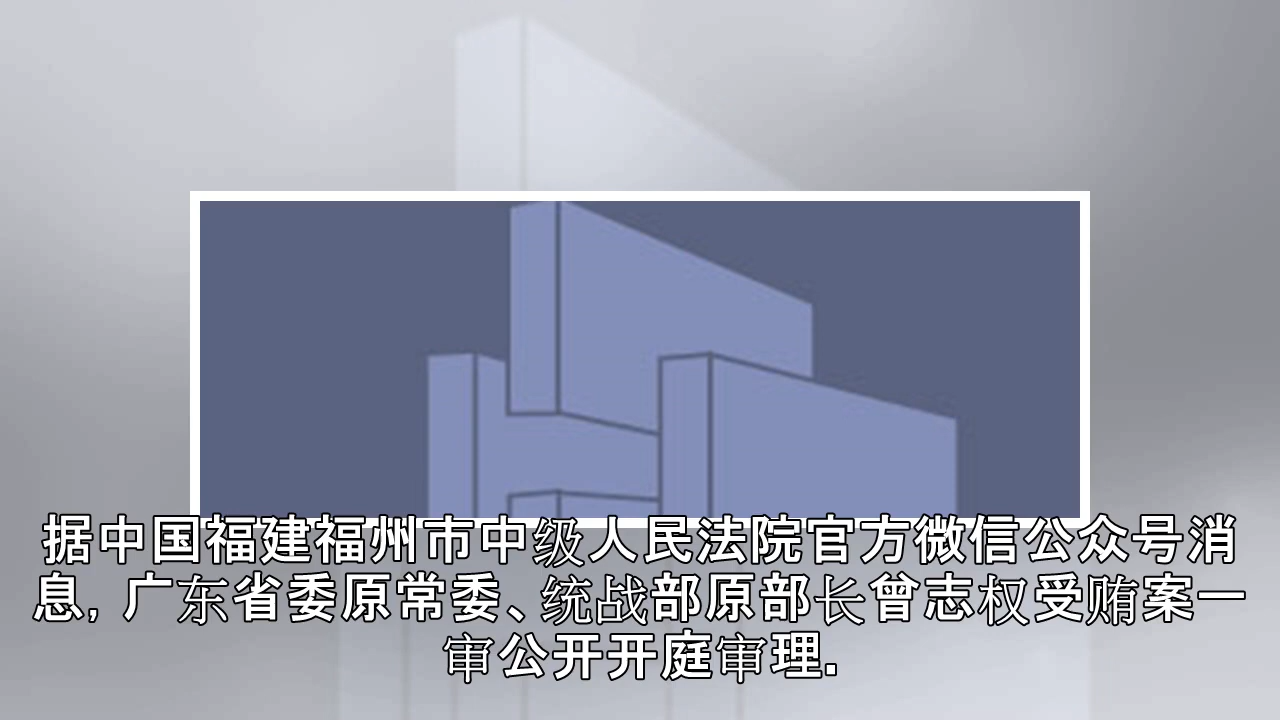 据中国福建福州市中级人民法院官方微信公众号消
息, 广东省委原常委、统战部原部长曾志权受贿案一
审公开开庭审理.